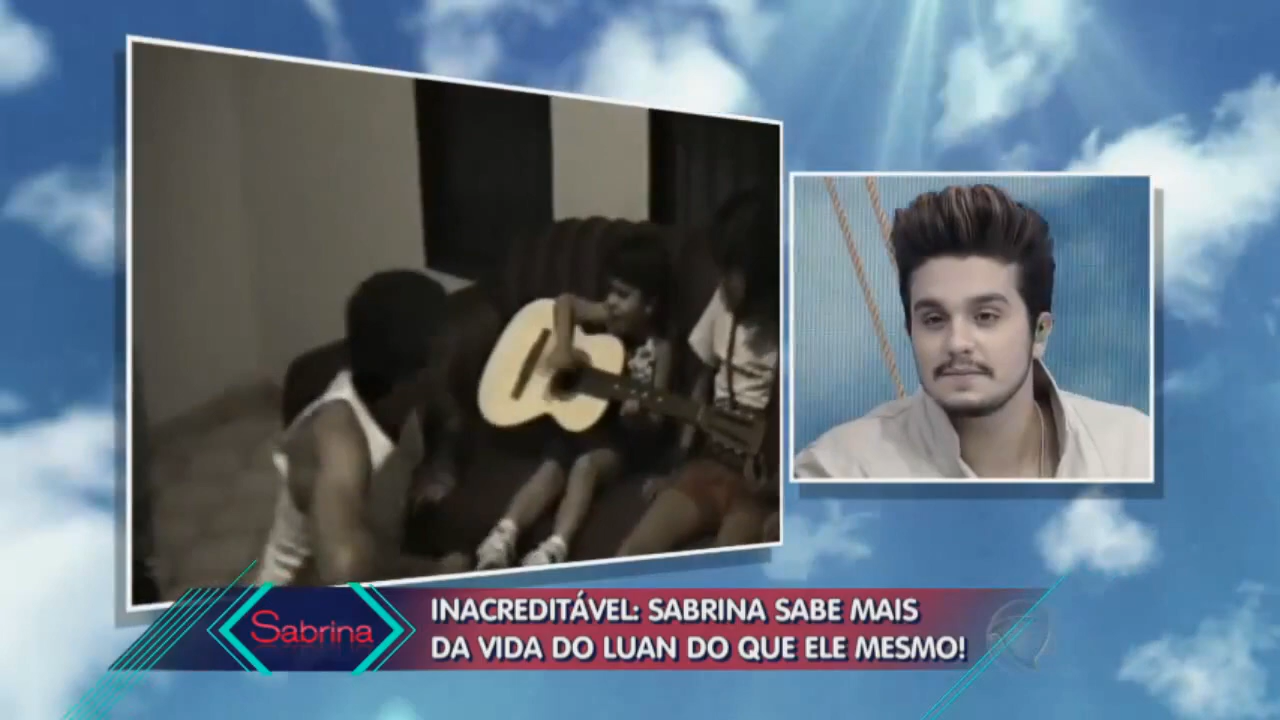 Sabrina
INACREDITÁVEL: SABRINA SABE MAIS
DA VIDA DO LUAN DO QUE ELE MESMO!